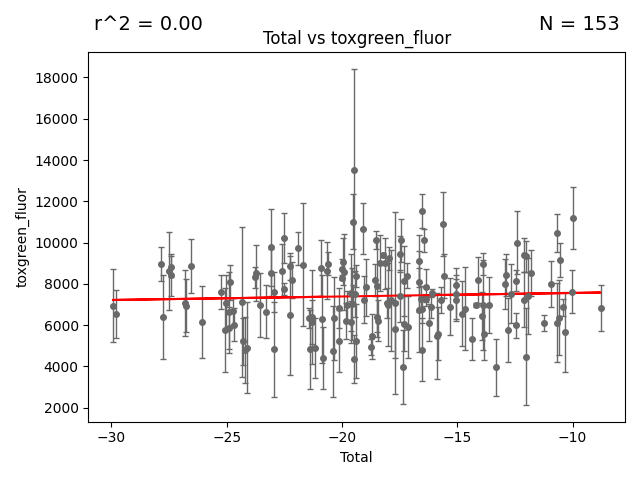 r^2 = 0.00
N = 153
Total vs toxgreen_fluor
18000
16000
14000
12000
10000
8000
6000
4000
2000
toxgreen_fluor
−30
−25
−20
−15
−10
Total